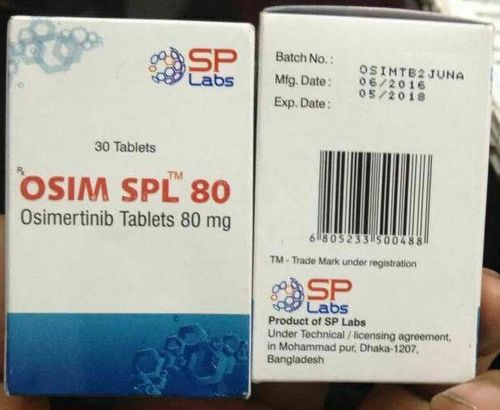 SP
Labs
30 Tablets
Rx
OSIM SPL™ 80
Osimertinib Tablets 80 mg
Batch No. : OSIMTB2JUNA
Mfg. Date : 06/2016
Exp. Date : 05/2018
6 805233 500488
TM - Trade Mark under registration
SP
Labs
Product of SP Labs
Under Technical / licensing agreement,
in Mohammad pur, Dhaka-1207,
Bangladesh